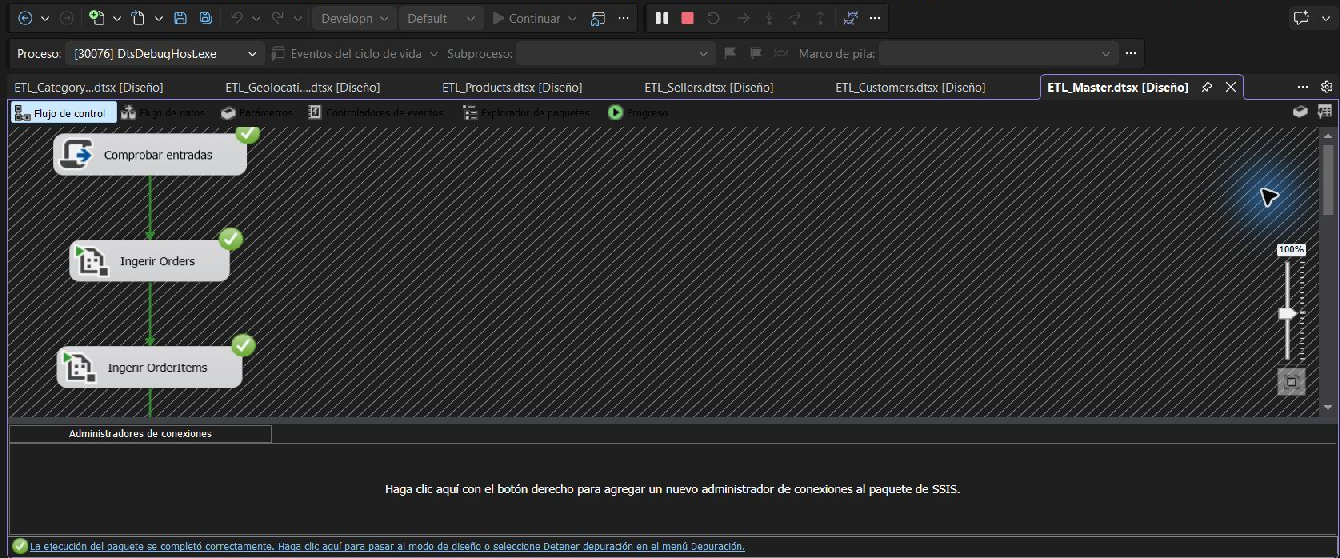 Developn Default Continuar
Proceso: [30076] DtsDebugHost.exe Eventos del ciclo de vida Subproceso: Marco de pila:
ETL_Category...dtsx [Diseño] ETL_Geolocati....dtsx [Diseño] ETL_Products.dtsx [Diseño] ETL_Sellers.dtsx [Diseño] ETL_Customers.dtsx [Diseño] ETL_Master.dtsx [Diseño]
Flujo de control Flujo de datos Parámetros Controladores de eventos Explorador de paquetes Progreso
Comprobar entradas
100%
Ingerir Orders
Ingerir OrderItems
Administradores de conexiones
Haga clic aquí con el botón derecho para agregar un nuevo administrador de conexiones al paquete de SSIS.
La ejecución del paquete se completó correctamente. Haga clic aquí para pasar al modo de diseño o seleccione Detener depuración en el menú Depuración.